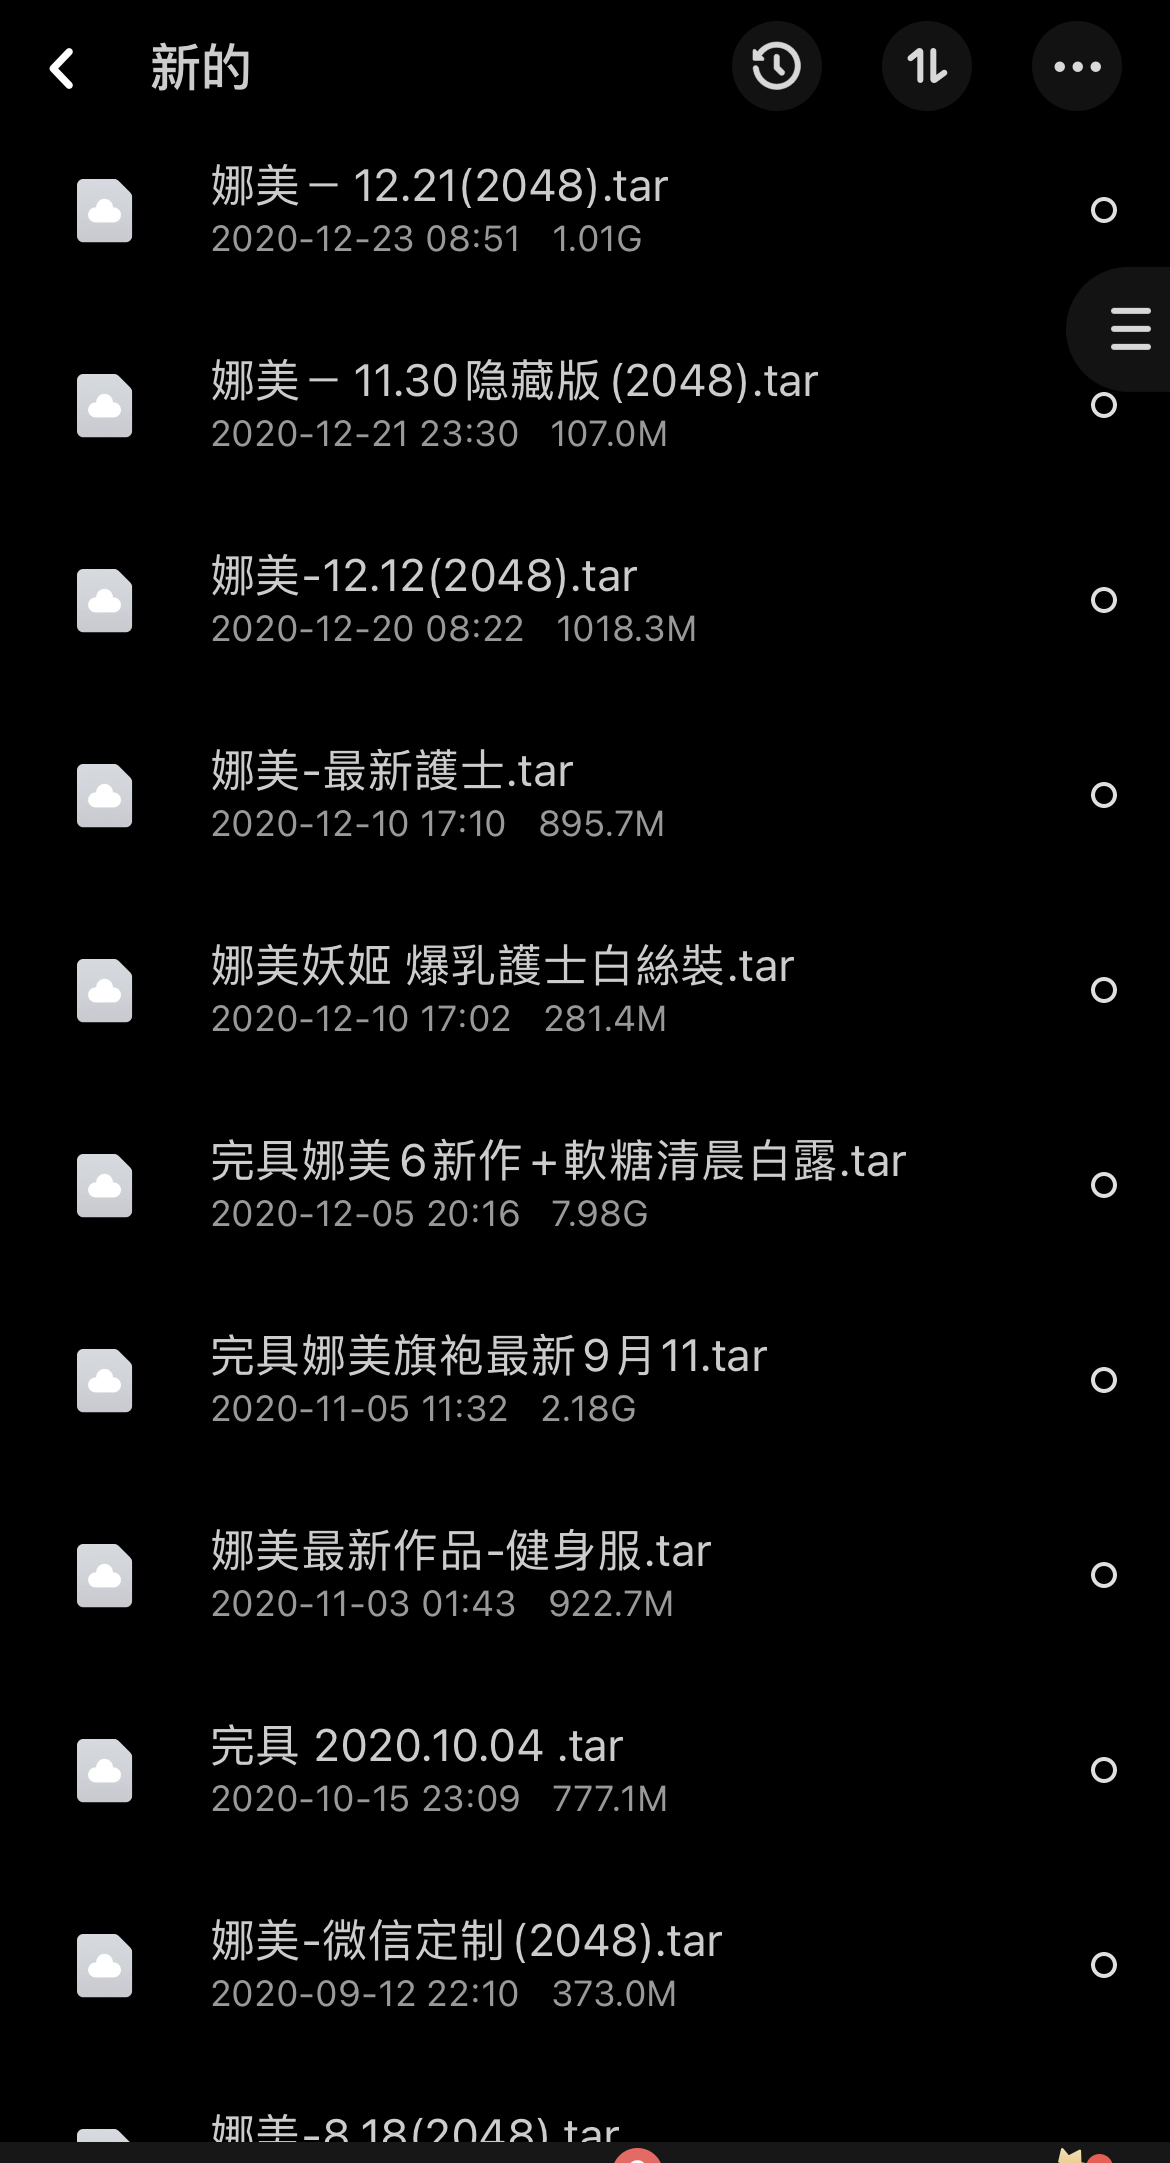 新的
娜美－ 12.21(2048).tar
2020-12-23 08:51 1.01G
娜美－ 11.30隐藏版(2048).tar
2020-12-21 23:30 107.0M
娜美-12.12(2048).tar
2020-12-20 08:22 1018.3M
娜美-最新護士.tar
2020-12-10 17:10 895.7M
娜美妖姬 爆乳護士白絲裝.tar
2020-12-10 17:02 281.4M
完具娜美6新作+軟糖清晨白露.tar
2020-12-05 20:16 7.98G
完具娜美旗袍最新9月11.tar
2020-11-05 11:32 2.18G
娜美最新作品-健身服.tar
2020-11-03 01:43 922.7M
完具 2020.10.04 .tar
2020-10-15 23:09 777.1M
娜美-微信定制(2048).tar
2020-09-12 22:10 373.0M
娜美-8.18(2048).tar